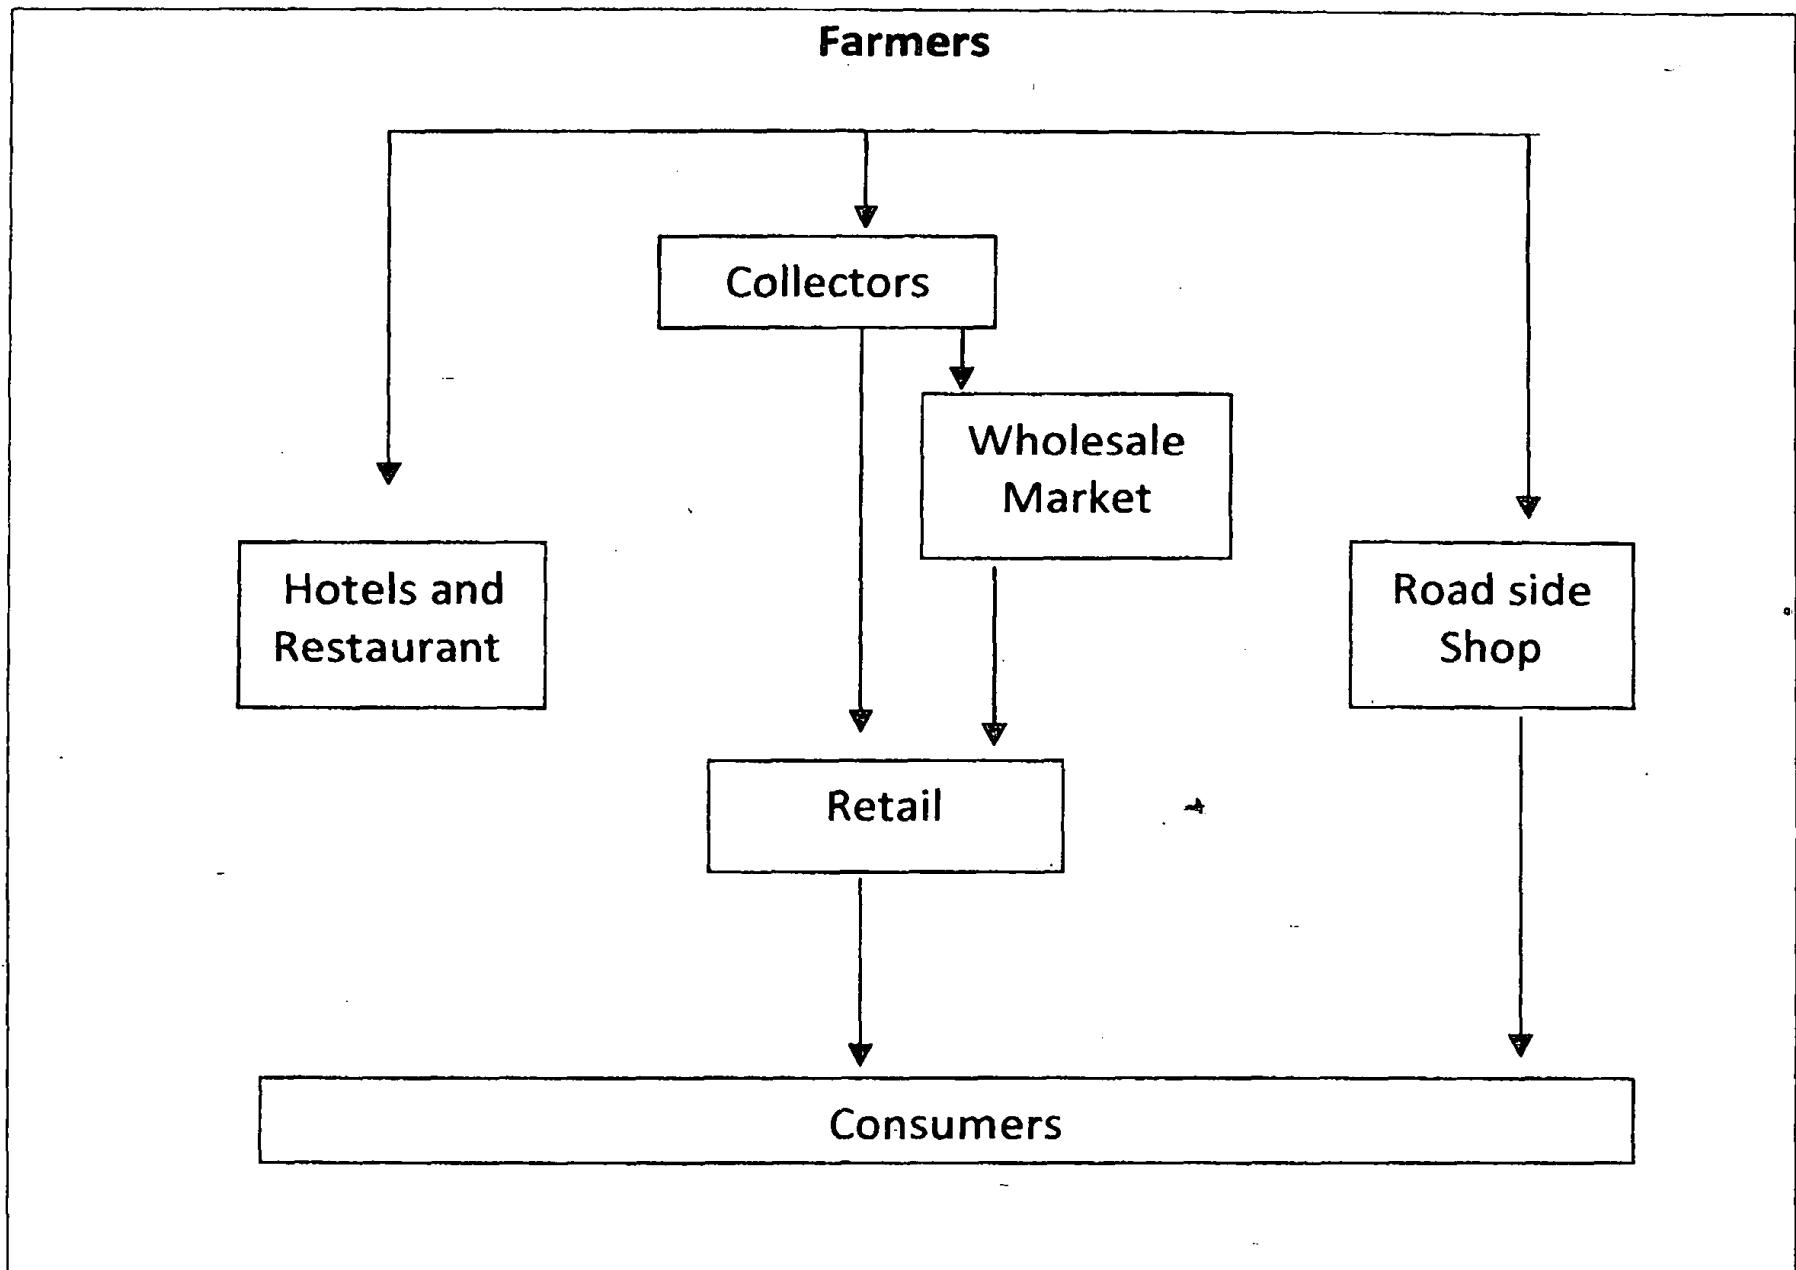 Farmers
Collectors
Wholesale
Market
Hotels and
Restaurant
Road side
Shop
Retail
Consumers